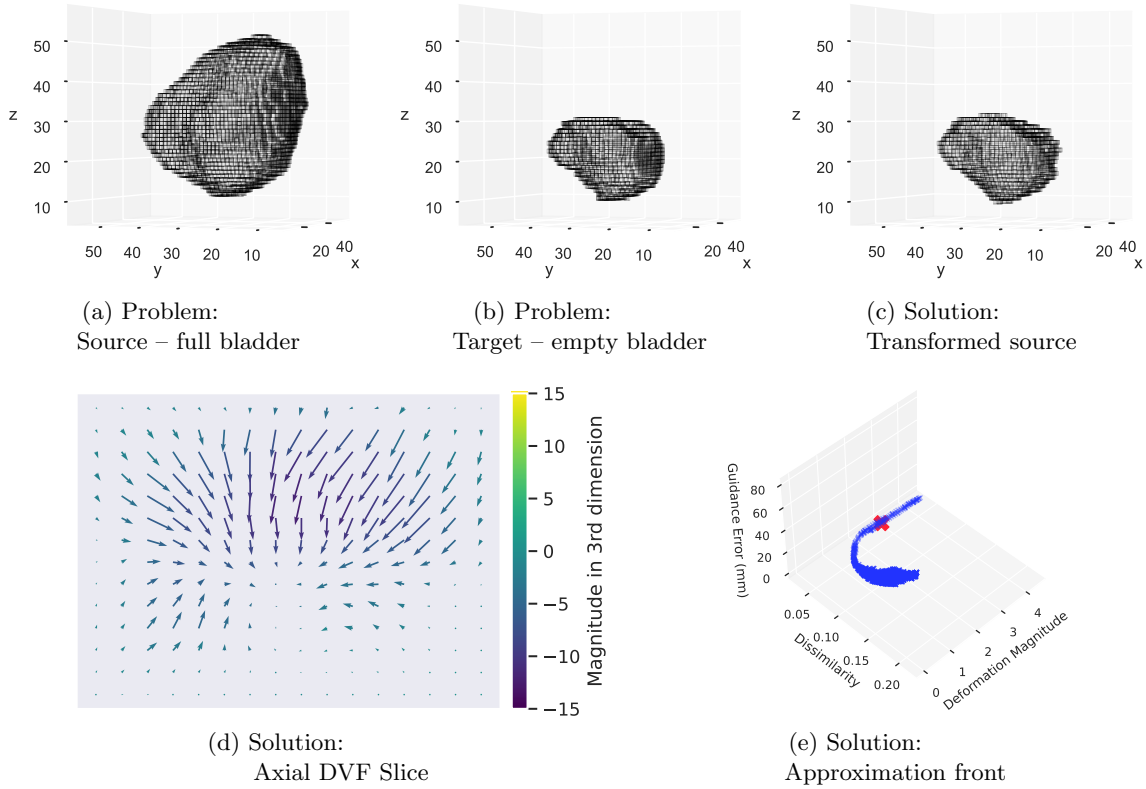 50
40
30
20
10
z
50 40 30 20 10 20 40
y
x
50
40
30
20
10
z
50 40 30 20 10 20 40
y
x
50
40
30
20
10
z
50 40 30 20 10 20 40
y
x
(a) Problem:
Source – full bladder
(b) Problem:
Target – empty bladder
(c) Solution:
Transformed source
15
10
5
0
−5
−10
−15
Magnitude in 3rd dimension
(d) Solution:
Axial DVF Slice
Guidance Error (mm)
80
60
40
20
0
0.05
0.10
0.15
0.20
Dissimilarity
0
1
2
3
4
Deformation Magnitude
(e) Solution:
Approximation front